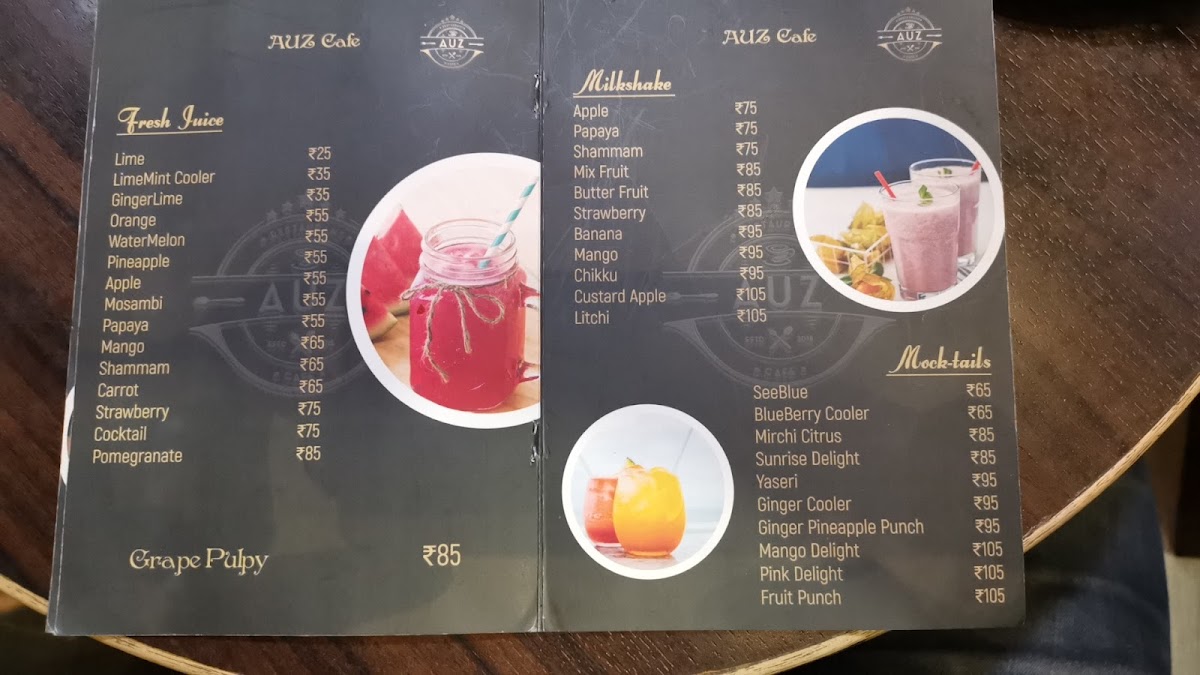 AUZ Cafe
AUZ
Fresh Juice
Lime ₹25
LimeMint Cooler ₹35
GingerLime ₹35
Orange ₹55
WaterMelon ₹55
Pineapple ₹55
Apple ₹55
Mosambi ₹55
Papaya ₹55
Mango ₹65
Shammam ₹65
Carrot ₹65
Strawberry ₹75
Cocktail ₹75
Pomegranate ₹85
AUZ
Grape Pulpy ₹85
AUZ Cafe
AUZ
Milkshake
Apple ₹75
Papaya ₹75
Shammam ₹75
Mix Fruit ₹85
Butter Fruit ₹85
Strawberry ₹85
Banana ₹95
Mango ₹95
Chikku ₹95
Custard Apple ₹105
Litchi ₹105
AUZ
Mock-tails
SeeBlue ₹65
BlueBerry Cooler ₹65
Mirchi Citrus ₹85
Sunrise Delight ₹85
Yaseri ₹95
Ginger Cooler ₹95
Ginger Pineapple Punch ₹95
Mango Delight ₹105
Pink Delight ₹105
Fruit Punch ₹105